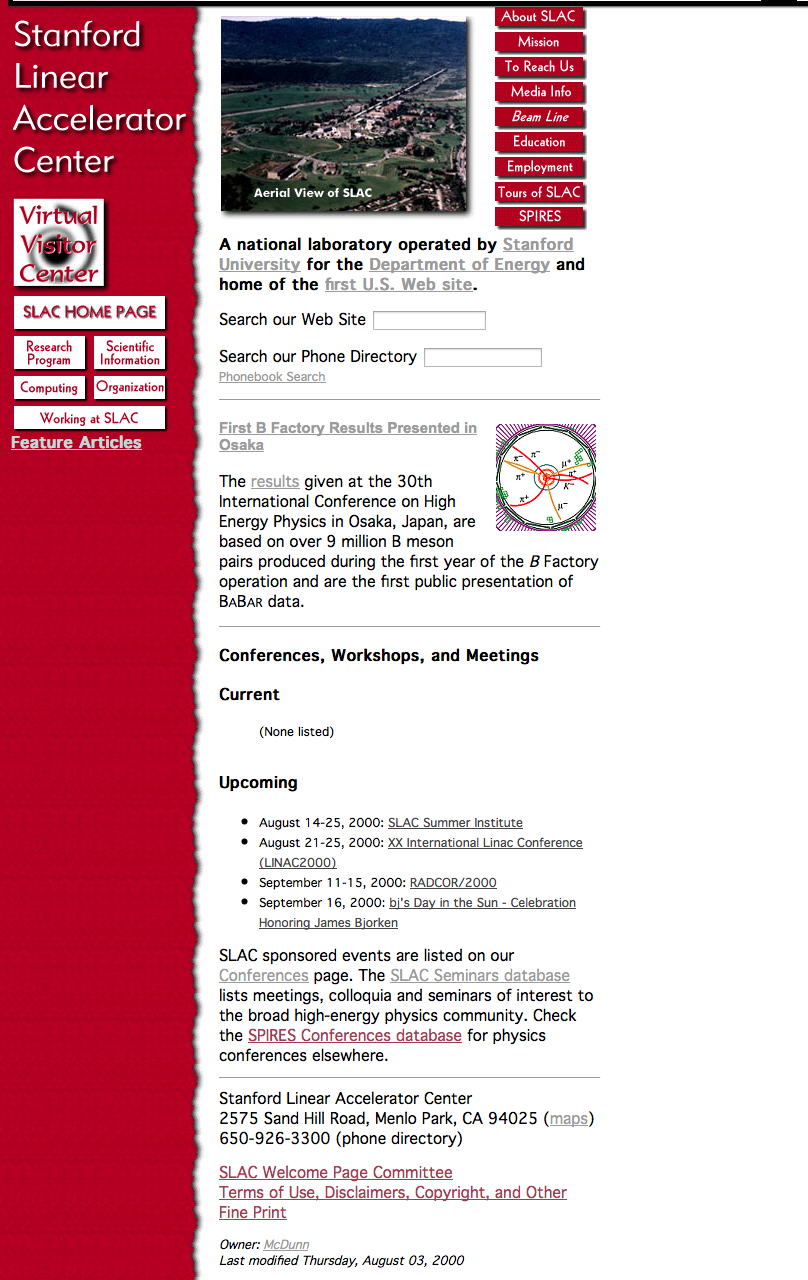 Stanford
Linear
Accelerator
Center
Virtual
Visitor
Center
SLAC HOME PAGE
Research
Program
Scientific
Information
Computing
Organization
Working at SLAC
Feature Articles
Aerial View of SLAC
About SLAC
Mission
To Reach Us
Media Info
Beam Line
Education
Employment
Tours of SLAC
SPIRES
A national laboratory operated by Stanford
University for the Department of Energy and
home of the first U.S. Web site.
Search our Web Site
Search our Phone Directory
Phonebook Search
First B Factory Results Presented in
Osaka
π⁻ π⁻
μ⁺
π⁺ π⁺
K⁻
π⁺ μ⁻
The results given at the 30th
International Conference on High
Energy Physics in Osaka, Japan, are
based on over 9 million B meson
pairs produced during the first year of the B Factory
operation and are the first public presentation of
BABAR data.
Conferences, Workshops, and Meetings
Current
(None listed)
Upcoming
• August 14-25, 2000: SLAC Summer Institute
• August 21-25, 2000: XX International Linac Conference
(LINAC2000)
• September 11-15, 2000: RADCOR/2000
• September 16, 2000: bj's Day in the Sun - Celebration
Honoring James Bjorken
SLAC sponsored events are listed on our
Conferences page. The SLAC Seminars database
lists meetings, colloquia and seminars of interest to
the broad high-energy physics community. Check
the SPIRES Conferences database for physics
conferences elsewhere.
Stanford Linear Accelerator Center
2575 Sand Hill Road, Menlo Park, CA 94025 (maps)
650-926-3300 (phone directory)
SLAC Welcome Page Committee
Terms of Use, Disclaimers, Copyright, and Other
Fine Print
Owner: McDunn
Last modified Thursday, August 03, 2000